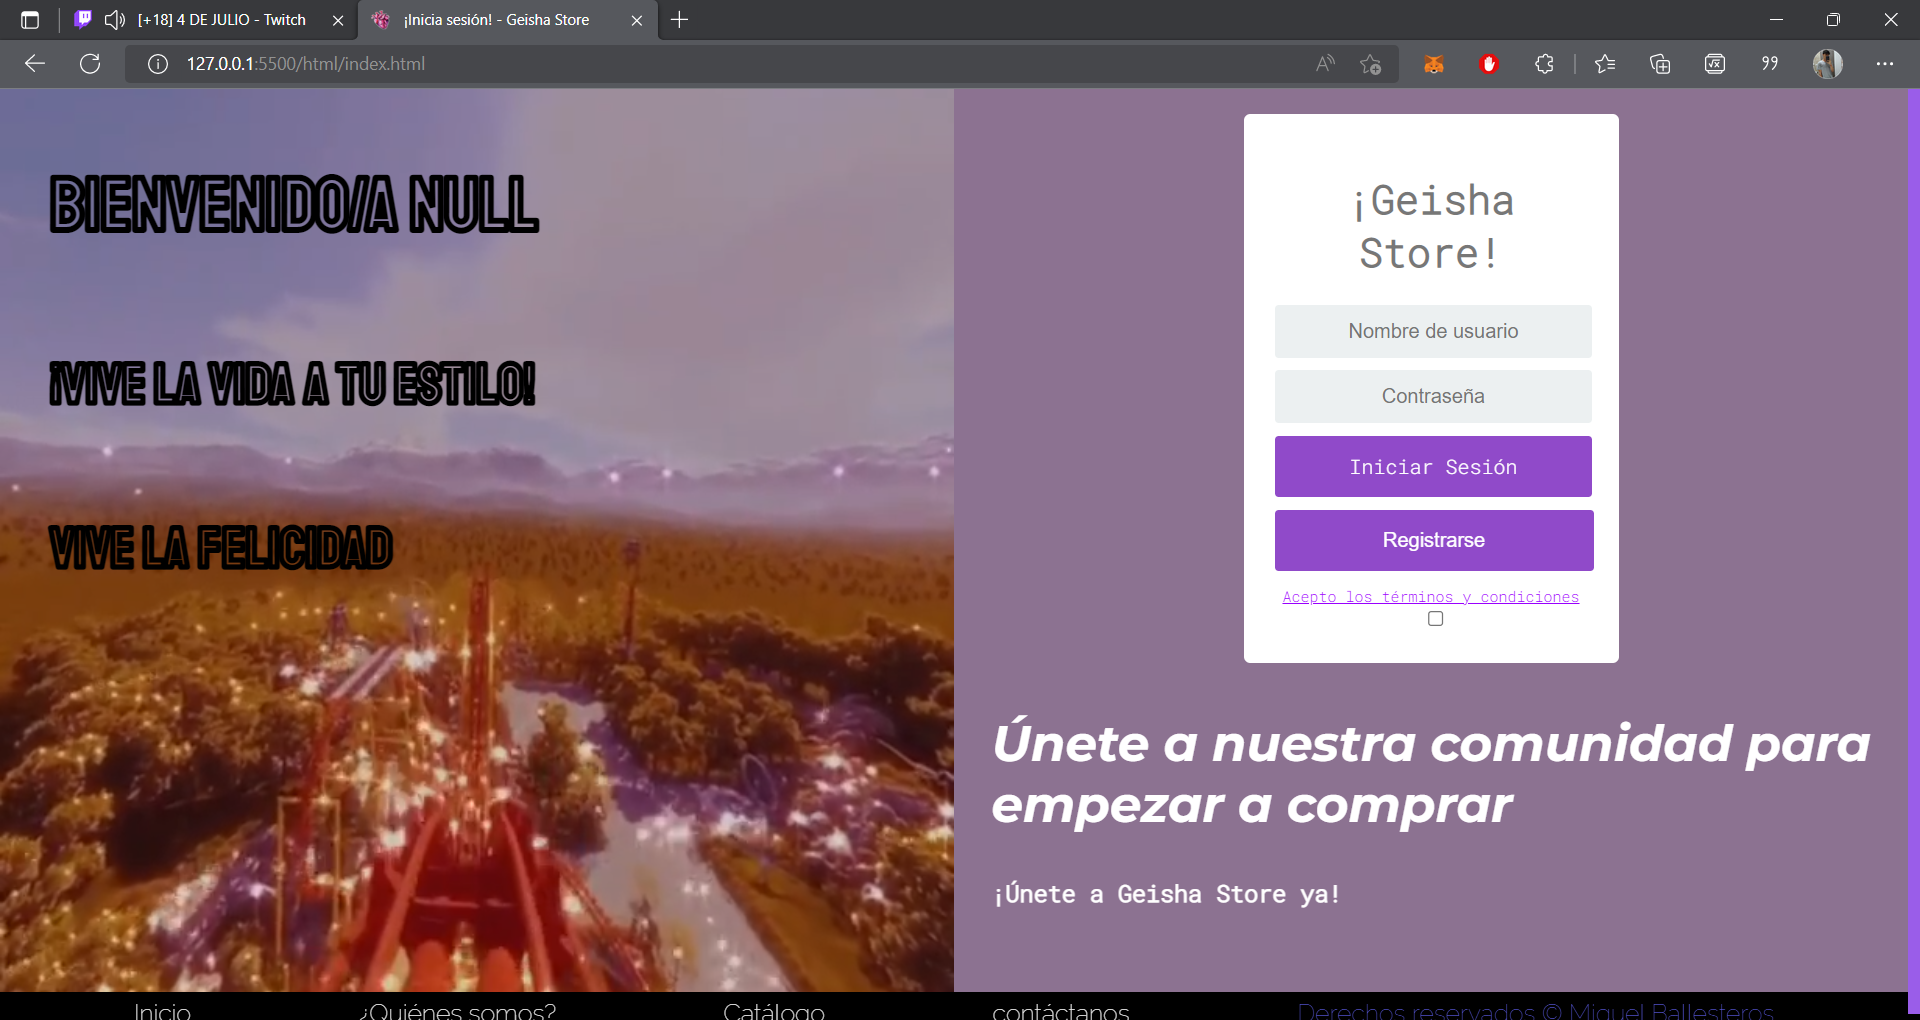 [+18] 4 DE JULIO - Twitch
¡Inicia sesión! - Geisha Store
127.0.0.1:5500/html/index.html
BIENVENIDO/A NULL
¡VIVE LA VIDA A TU ESTILO!
VIVE LA FELICIDAD
¡Geisha
Store!
Nombre de usuario
Contraseña
Iniciar Sesión
Registrarse
Acepto los términos y condiciones
Únete a nuestra comunidad para
empezar a comprar
¡Únete a Geisha Store ya!
Inicio
¿Quiénes somos?
Catálogo
contáctanos
Derechos reservados © Miguel Ballesteros